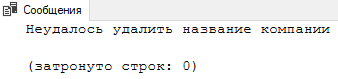 Сообщения
Неудалось удалить название компании
(затронуто строк: 0)